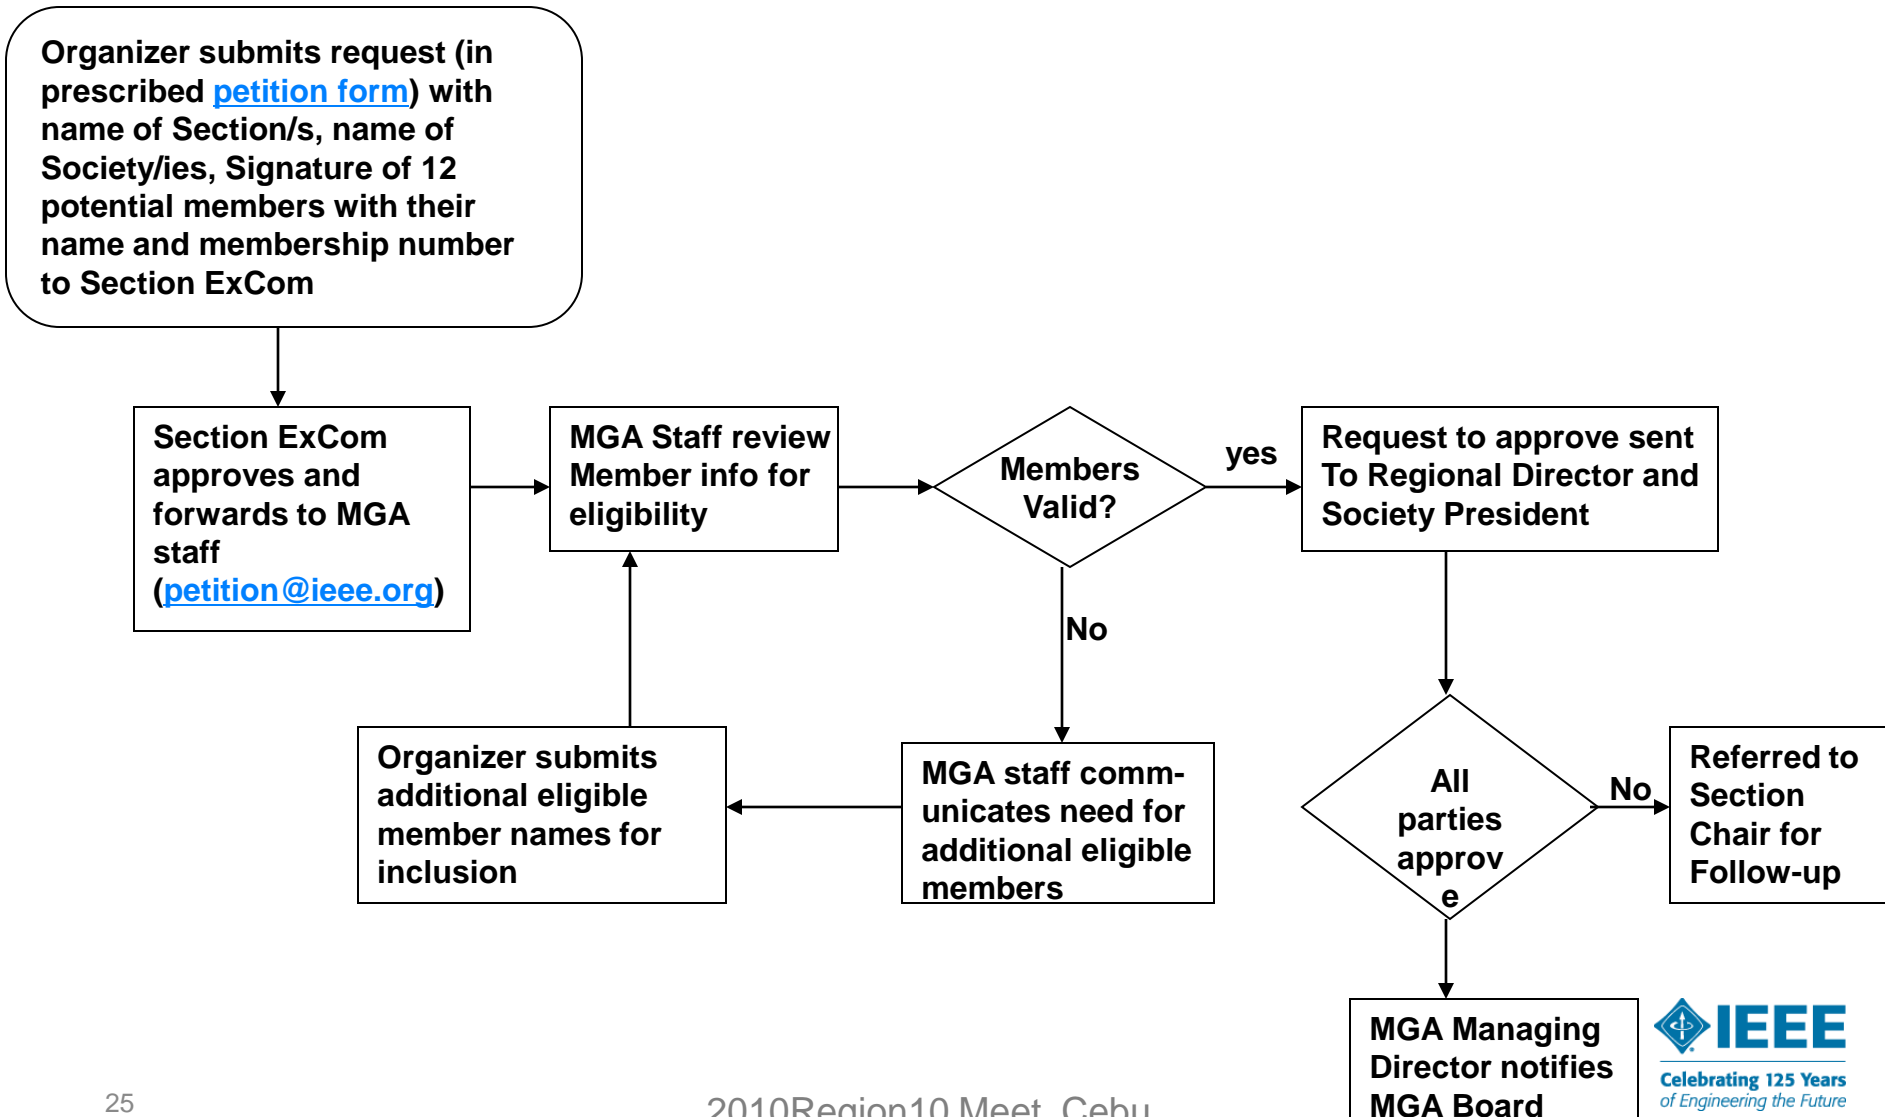 Organizer submits request (in
prescribed petition form) with
name of Section/s, name of
Society/ies, Signature of 12
potential members with their
name and membership number
to Section ExCom
Section ExCom
approves and
forwards to MGA
staff
(petition@ieee.org)
MGA Staff review
Member info for
eligibility
Members
Valid?
yes
Request to approve sent
To Regional Director and
Society President
No
Organizer submits
additional eligible
member names for
inclusion
MGA staff comm-
unicates need for
additional eligible
members
All
parties
approv
e
No
Referred to
Section
Chair for
Follow-up
MGA Managing
Director notifies
MGA Board
IEEE
Celebrating 125 Years
of Engineering the Future
25
2010Region10 Meet, Cebu